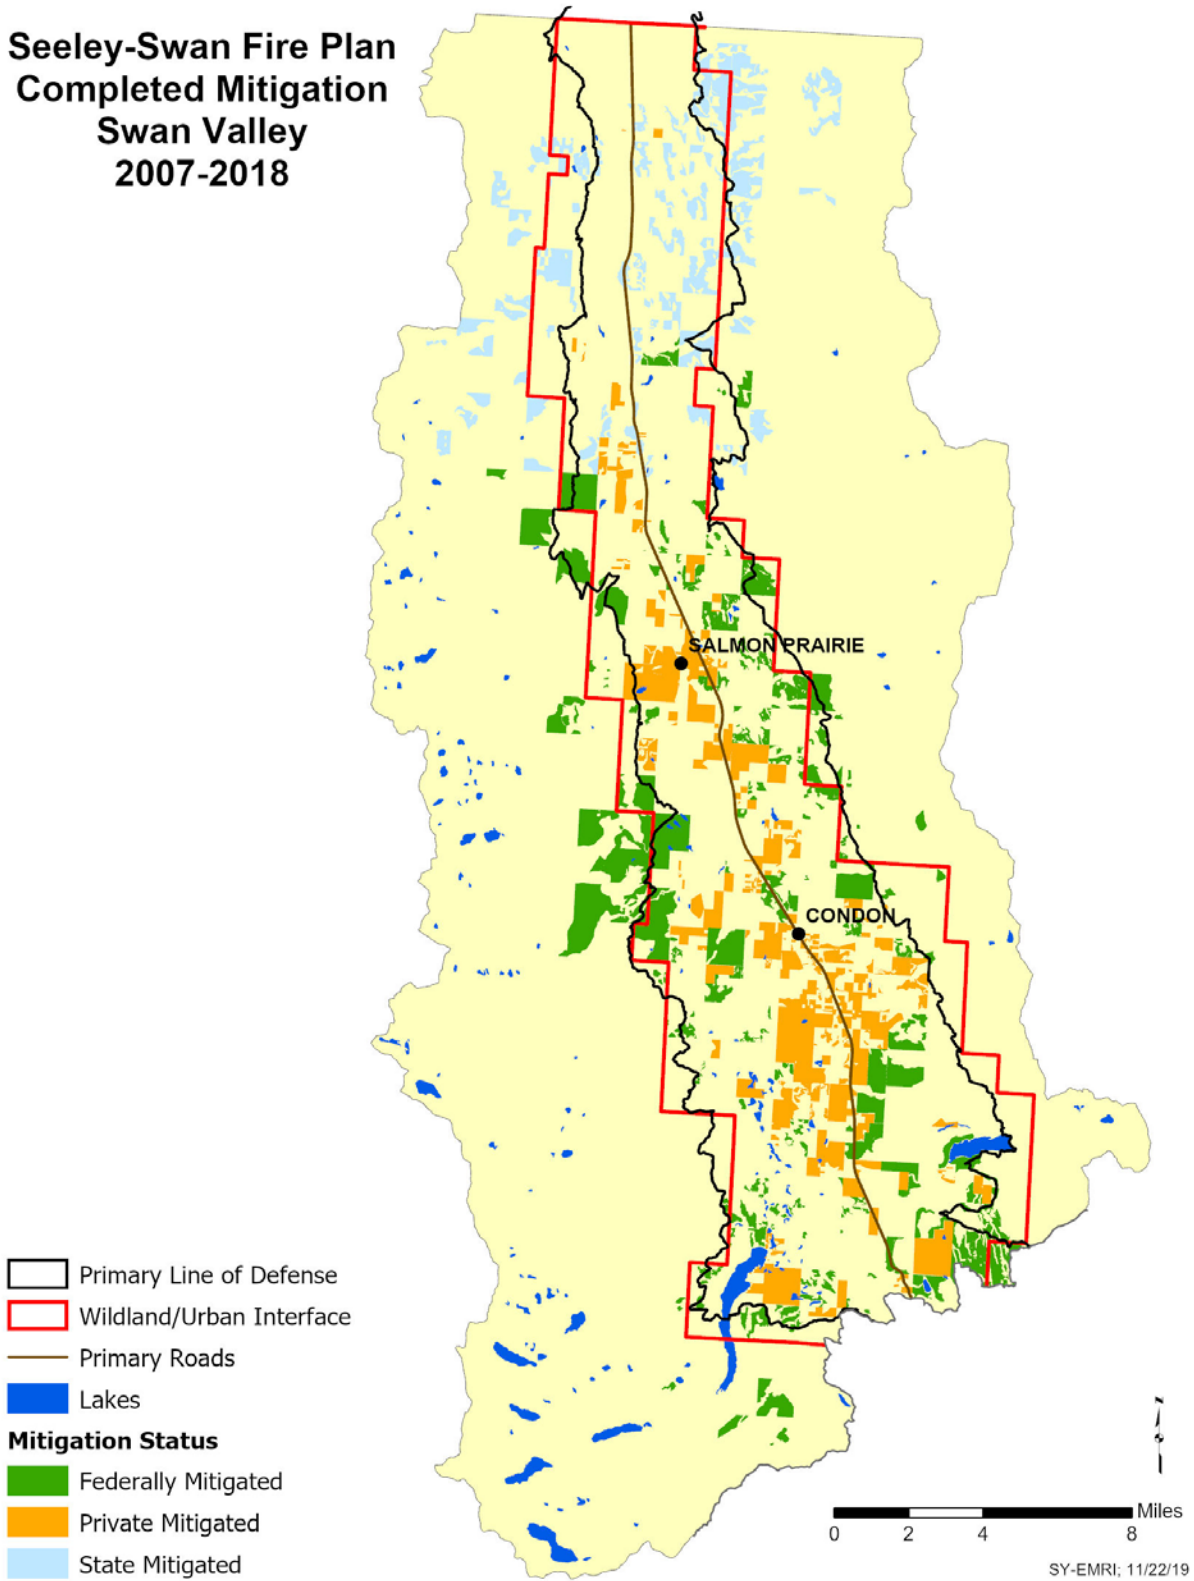 Seeley-Swan Fire Plan
Completed Mitigation
Swan Valley
2007-2018
SALMON PRAIRIE
CONDON
Primary Line of Defense
Wildland/Urban Interface
Primary Roads
Lakes
Mitigation Status
Federally Mitigated
Private Mitigated
State Mitigated
N
Miles
0 2 4 8
SY-EMRI; 11/22/19